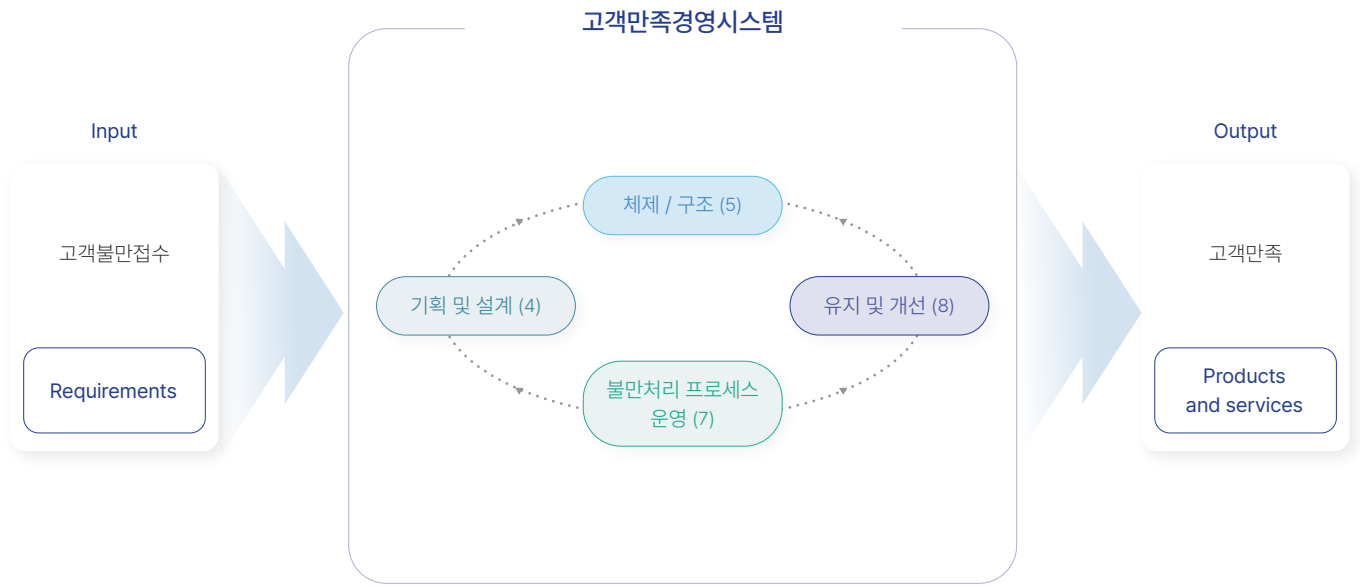 고객만족경영시스템
Input
고객불만접수
Requirements
체제 / 구조 (5)
기획 및 설계 (4)
유지 및 개선 (8)
불만처리 프로세스
운영 (7)
Output
고객만족
Products
and services